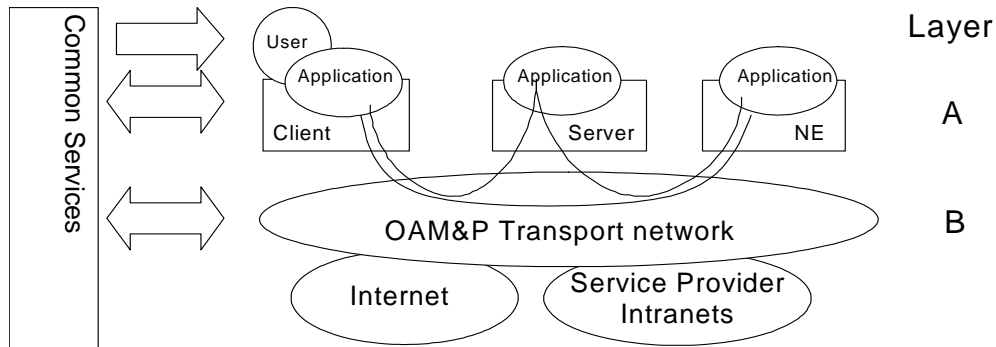 Common Services
Layer
User
Application
Application
Application
Client
Server
NE
A
OAM&P Transport network
B
Internet
Service Provider
Intranets